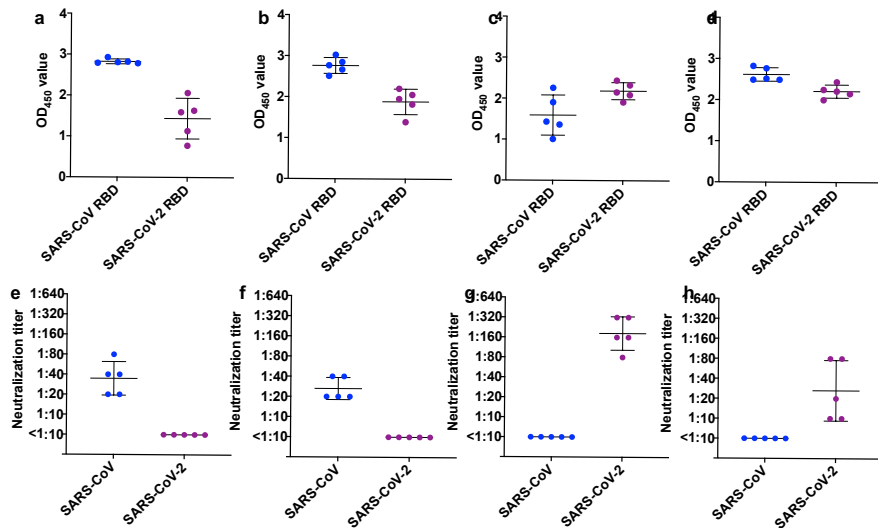 a
OD450 value
4
3
2
1
0
SARS-CoV RBD
SARS-CoV-2 RBD
b
OD450 value
4
3
2
1
0
SARS-CoV RBD
SARS-CoV-2 RBD
c
OD450 value
4
3
2
1
0
SARS-CoV RBD
SARS-CoV-2 RBD
d
OD450 value
4
3
2
1
0
SARS-CoV RBD
SARS-CoV-2 RBD
e
Neutralization titer
1:640
1:320
1:160
1:80
1:40
1:20
1:10
<1:10
SARS-CoV
SARS-CoV-2
f
Neutralization titer
1:640
1:320
1:160
1:80
1:40
1:20
1:10
<1:10
SARS-CoV
SARS-CoV-2
g
Neutralization titer
1:640
1:320
1:160
1:80
1:40
1:20
1:10
<1:10
SARS-CoV
SARS-CoV-2
h
Neutralization titer
1:640
1:320
1:160
1:80
1:40
1:20
1:10
<1:10
SARS-CoV
SARS-CoV-2